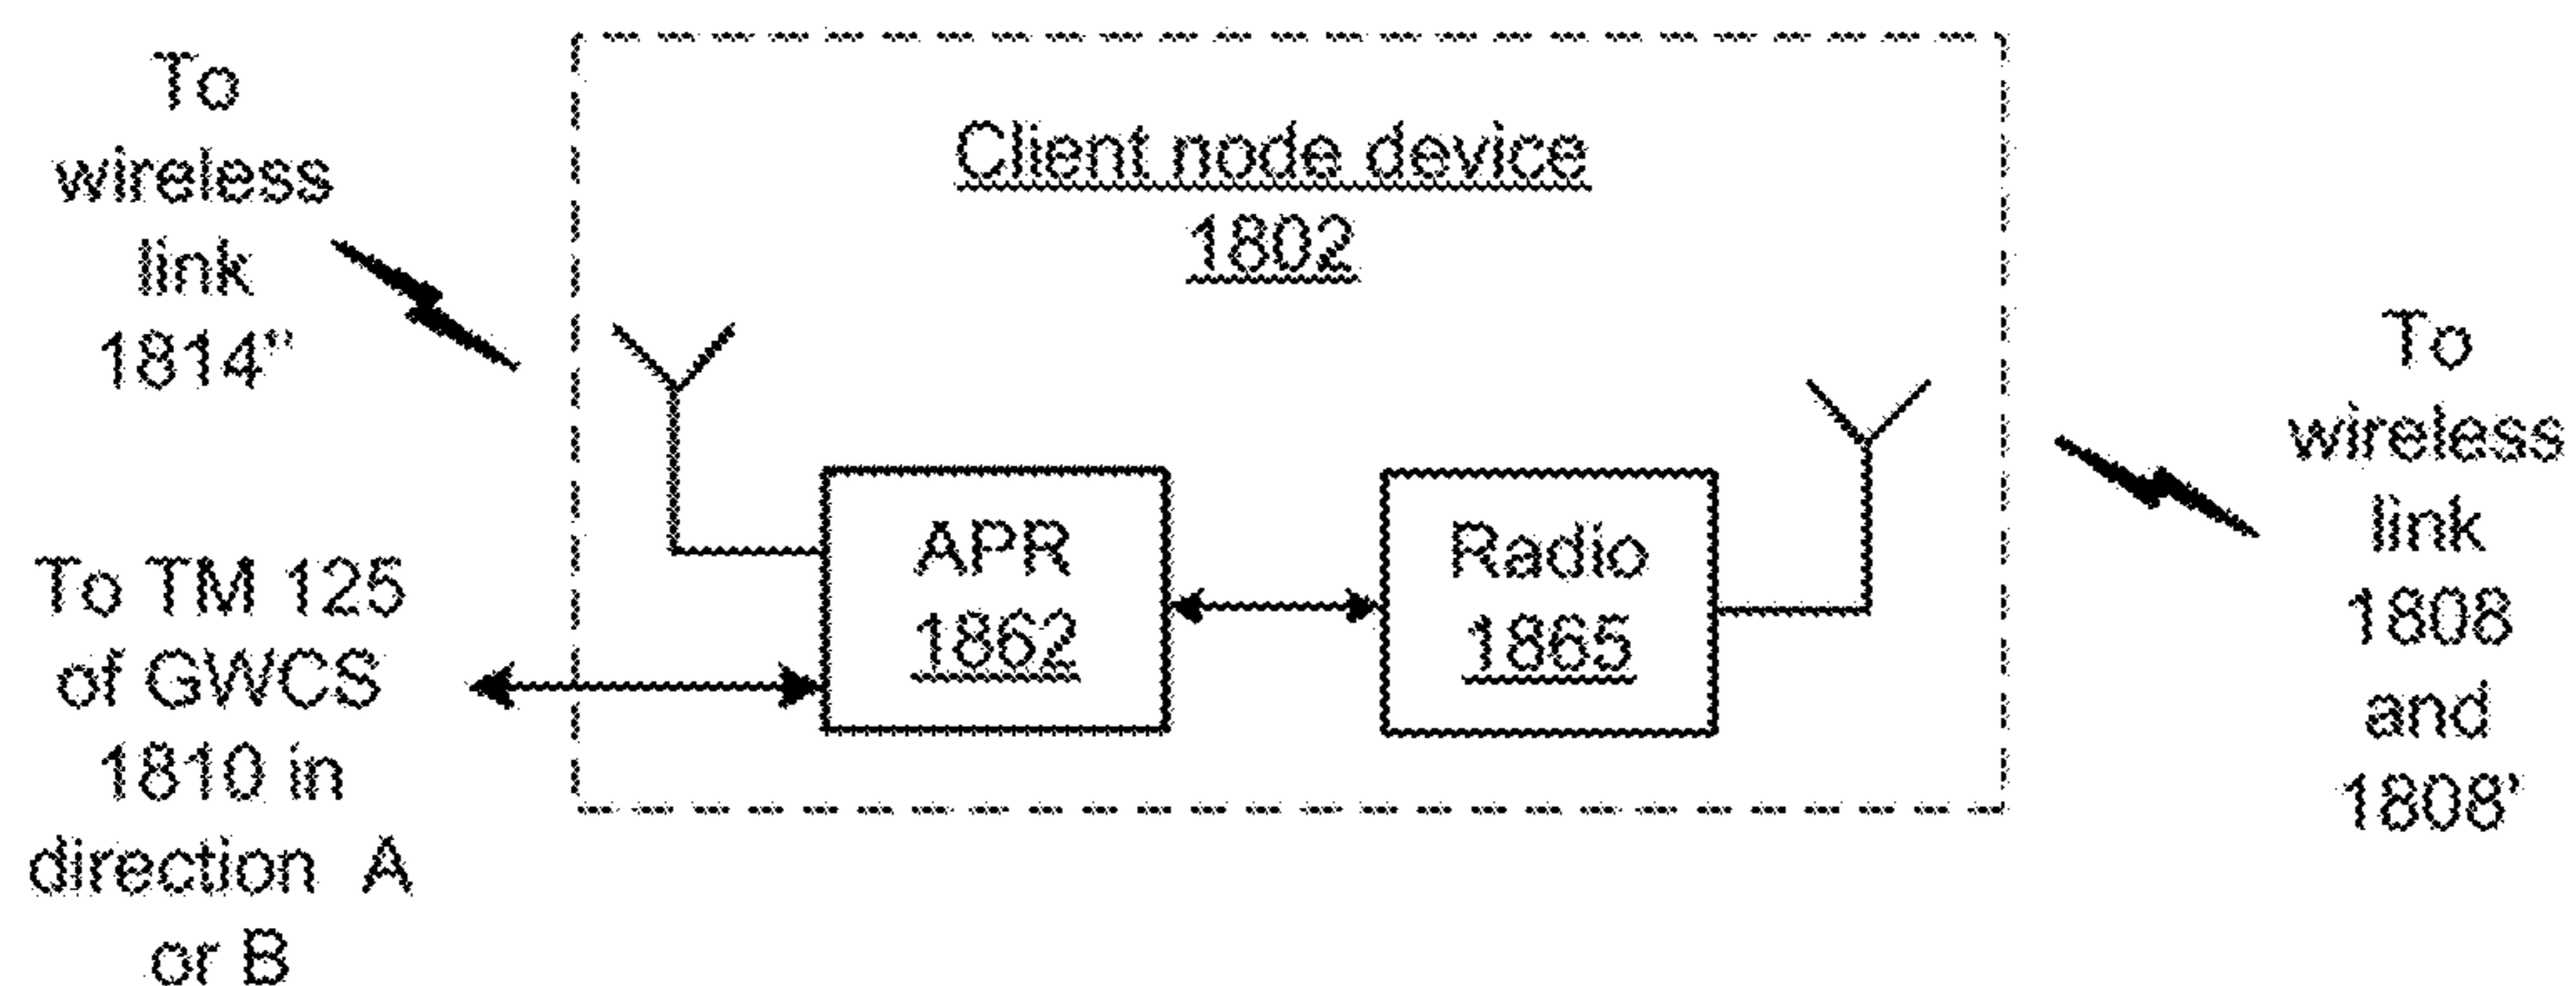 To
wireless
link
1814"
To TM 125
of GWCS
1810 in
direction A
or B
Client node device
1802
APR
1862
Radio
1865
To
wireless
link
1808
and
1808'